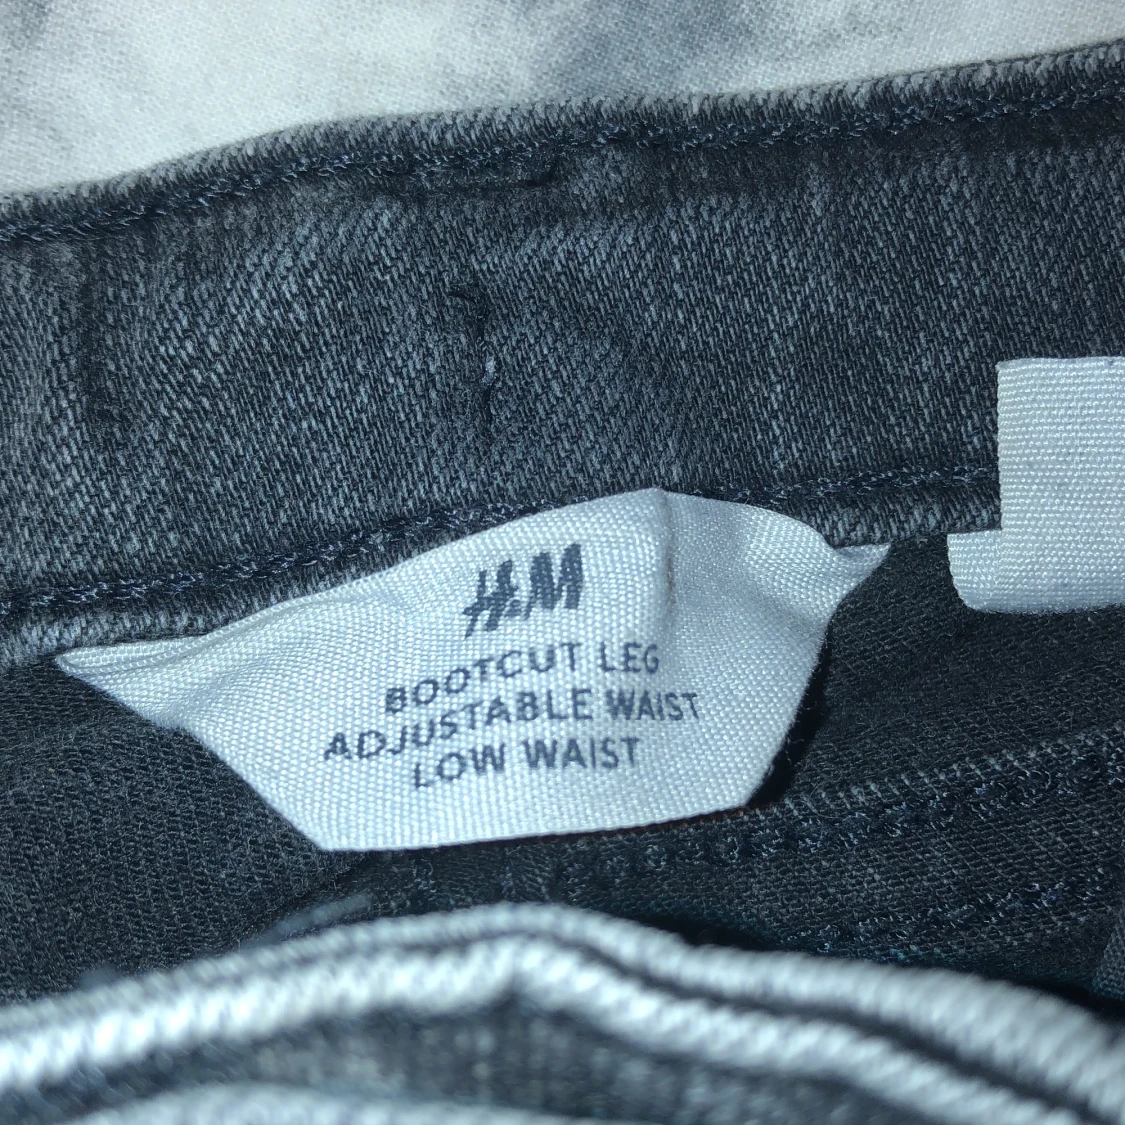 H&M
BOOTCUT LEG
ADJUSTABLE WAIST
LOW WAIST